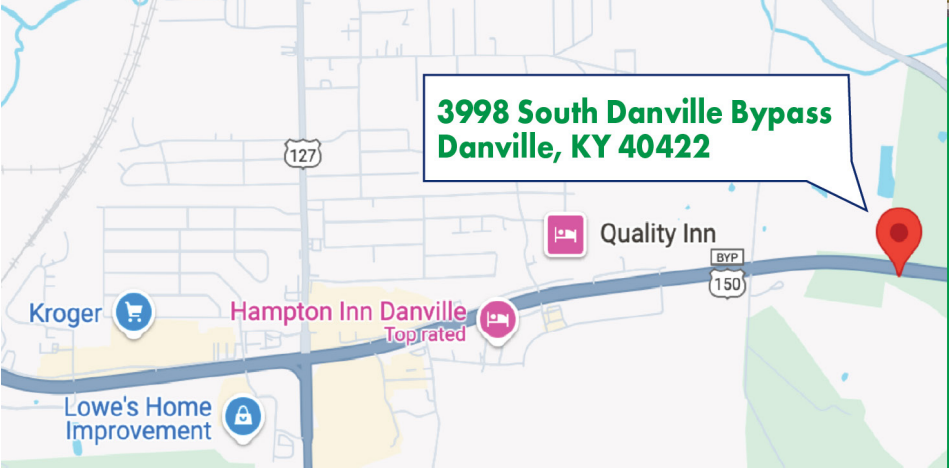 3998 South Danville Bypass
Danville, KY 40422
127
Quality Inn
BYP
150
Kroger
Hampton Inn Danville
Top rated
Lowe's Home
Improvement